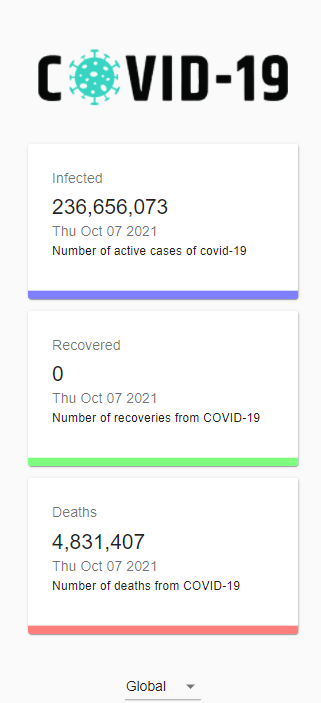 COVID-19
Infected
236,656,073
Thu Oct 07 2021
Number of active cases of covid-19
Recovered
0
Thu Oct 07 2021
Number of recoveries from COVID-19
Deaths
4,831,407
Thu Oct 07 2021
Number of deaths from COVID-19
Global